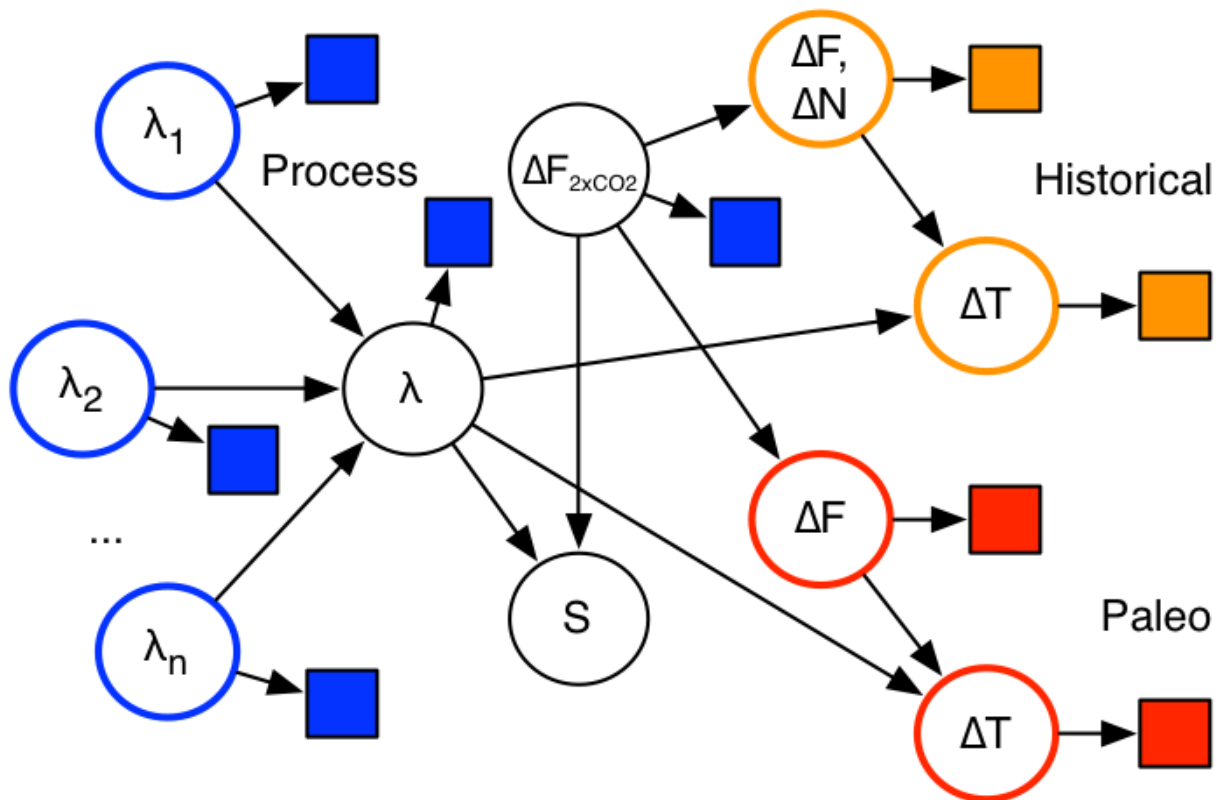 λ1
Process
ΔF2xCO2
ΔF,
ΔN
Historical
ΔT
λ2
λ
...
ΔF
λn
S
Paleo
ΔT